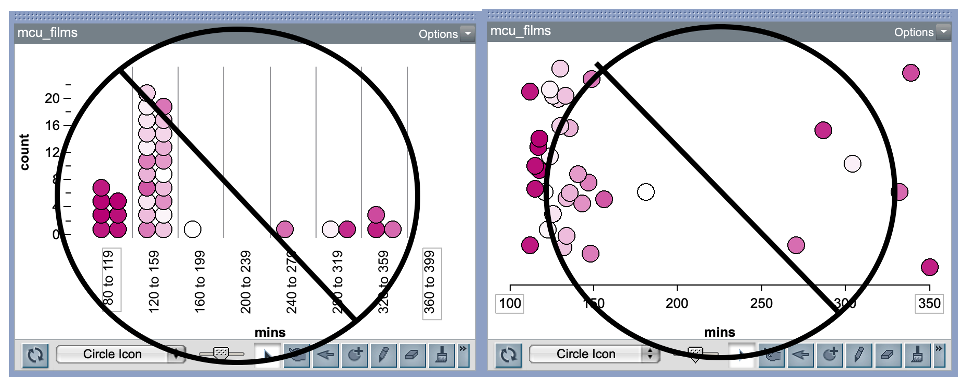 mcu_films
Options
20
16
12
8
4
0
count
80 to 119
120 to 159
160 to 199
200 to 239
240 to 279
280 to 319
320 to 359
360 to 399
mins
Circle Icon
»
mcu_films
Options
100
150
200
250
300
350
mins
Circle Icon
»